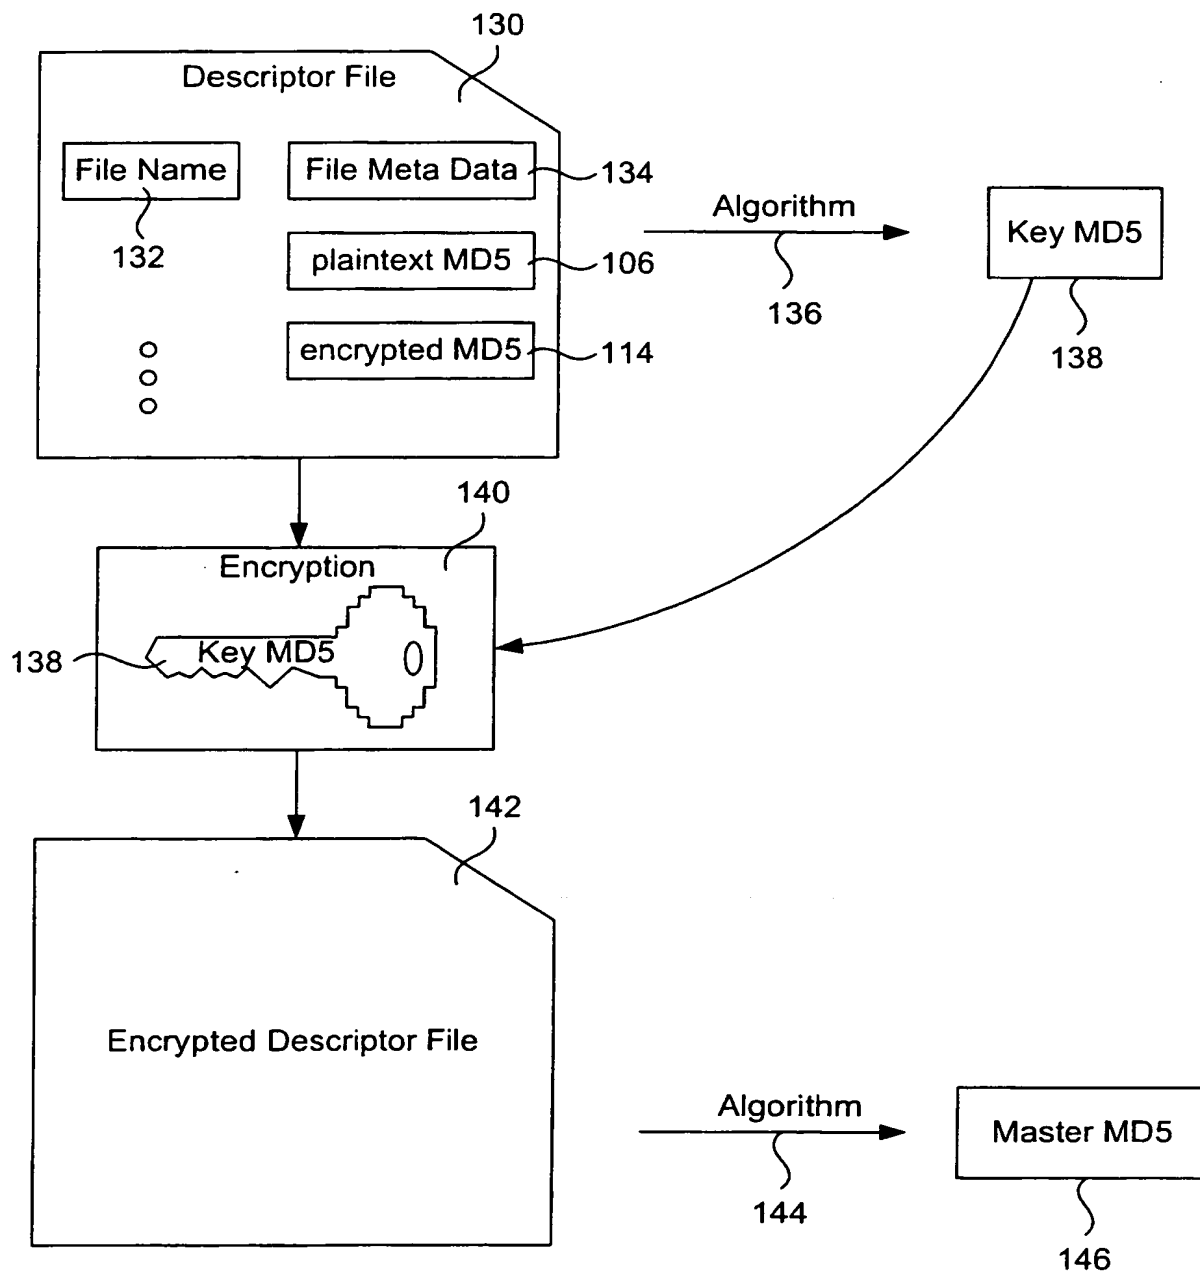 130
Descriptor File
File Name
132
File Meta Data
134
plaintext MD5
106
encrypted MD5
114
Algorithm
136
Key MD5
138
140
Encryption
Key MD5
138
142
Encrypted Descriptor File
Algorithm
144
Master MD5
146